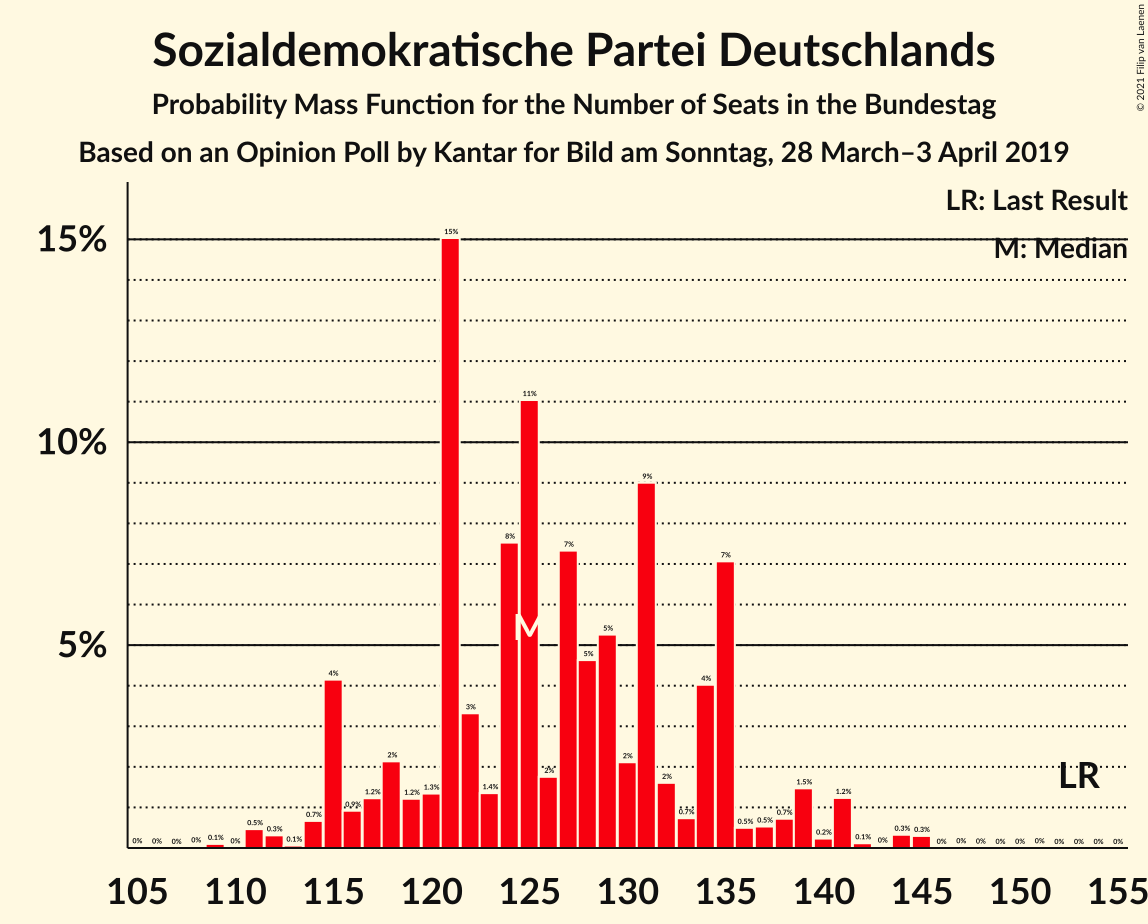 Sozialdemokratische Partei Deutschlands
Probability Mass Function for the Number of Seats in the Bundestag
Based on an Opinion Poll by Kantar for Bild am Sonntag, 28 March–3 April 2019
© 2021 Filip van Laenen
LR: Last Result
M: Median
15%
10%
5%
0% 0% 0% 0% 0.1% 0% 0.5% 0.3% 0.1% 0.7% 4% 0.9% 1.2% 2% 1.2% 1.3% 15% 3% 1.4% 8% 11% 2% 7% 5% 5% 2% 9% 2% 0.7% 4% 7% 0.5% 0.5% 0.7% 1.5% 0.2% 1.2% 0.1% 0% 0.3% 0.3% 0% 0% 0% 0% 0% 0% 0% 0% 0% 0%
M
LR
105 110 115 120 125 130 135 140 145 150 155